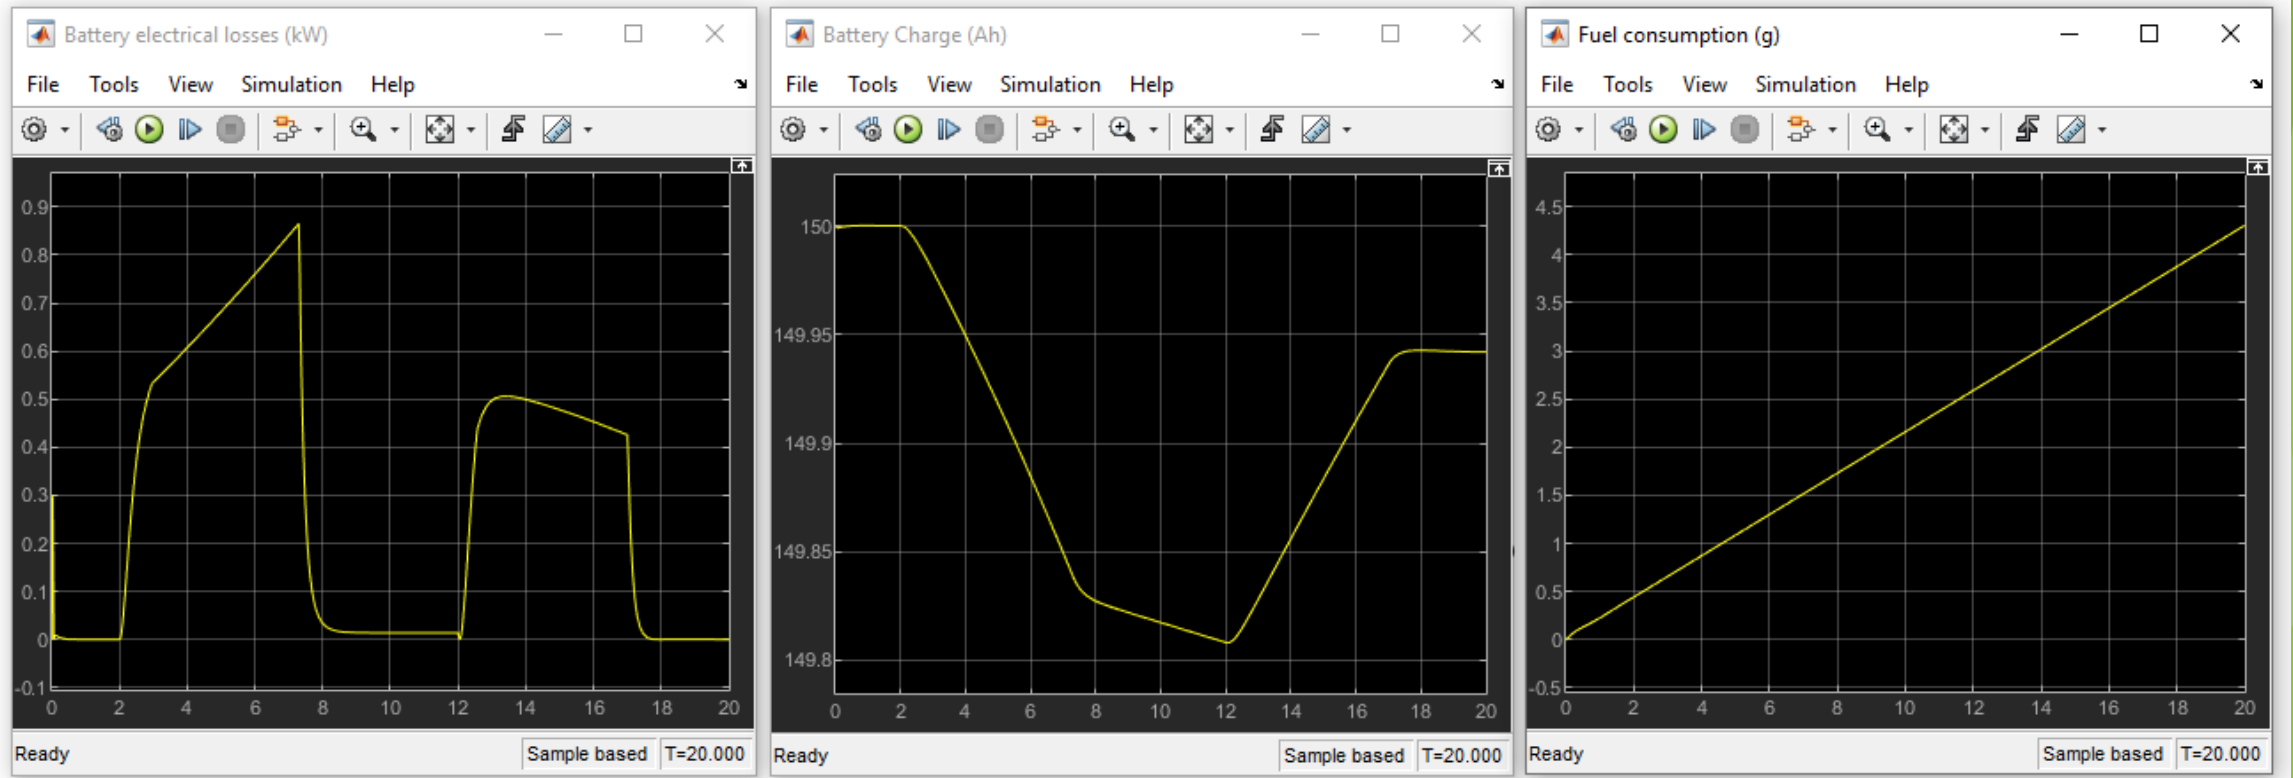 Battery electrical losses (kW)
File Tools View Simulation Help
0.9
0.8
0.7
0.6
0.5
0.4
0.3
0.2
0.1
0
-0.1
0 2 4 6 8 10 12 14 16 18 20
Ready Sample based T=20.000
Battery Charge (Ah)
File Tools View Simulation Help
150
149.95
149.9
149.85
149.8
0 2 4 6 8 10 12 14 16 18 20
Ready Sample based T=20.000
Fuel consumption (g)
File Tools View Simulation Help
4.5
4
3.5
3
2.5
2
1.5
1
0.5
0
-0.5
0 2 4 6 8 10 12 14 16 18 20
Ready Sample based T=20.000